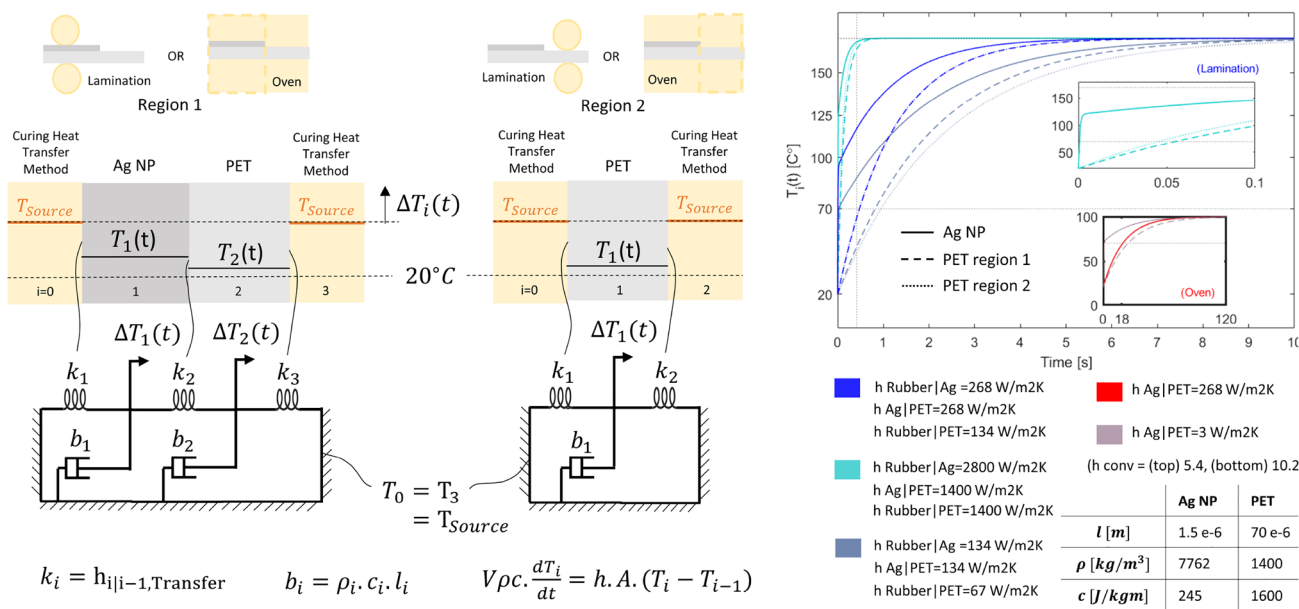 Lamination
OR
Oven
Region 1
Lamination
OR
Oven
Region 2
Curing Heat
Transfer
Method
Ag NP
PET
Curing Heat
Transfer
Method
Curing Heat
Transfer
Method
PET
Curing Heat
Transfer
Method
T_Source
T_Source
ΔT_i(t)
T_Source
T_Source
T_1(t)
T_2(t)
T_1(t)
20°C
i=0
1
2
3
i=0
1
2
ΔT_1(t)
ΔT_2(t)
ΔT_1(t)
k_1
k_2
k_3
k_1
k_2
b_1
b_2
b_1
T_0 = T_3
= T_Source
k_i = h_i|i−1,Transfer
b_i = ρ_i. c_i. l_i
Vρc. dT_i/dt = h. A. (T_i − T_i−1)
T_i(t) [C°]
150
100
70
20
0
1
2
3
4
5
6
7
8
9
10
Time [s]
(Lamination)
150
100
50
0
0.05
0.1
Ag NP
PET region 1
PET region 2
100
50
0
(Oven)
0
18
120
h Rubber|Ag =268 W/m2K
h Ag|PET=268 W/m2K
h Rubber|PET=134 W/m2K
h Rubber|Ag=2800 W/m2K
h Ag|PET=1400 W/m2K
h Rubber|PET=1400 W/m2K
h Rubber|Ag =134 W/m2K
h Ag|PET=134 W/m2K
h Rubber|PET=67 W/m2K
h Ag|PET=268 W/m2K
h Ag|PET=3 W/m2K
(h conv = (top) 5.4, (bottom) 10.2
Ag NP PET
l [m] 1.5 e-6 70 e-6
ρ [kg/m³] 7762 1400
c [J/kgm] 245 1600